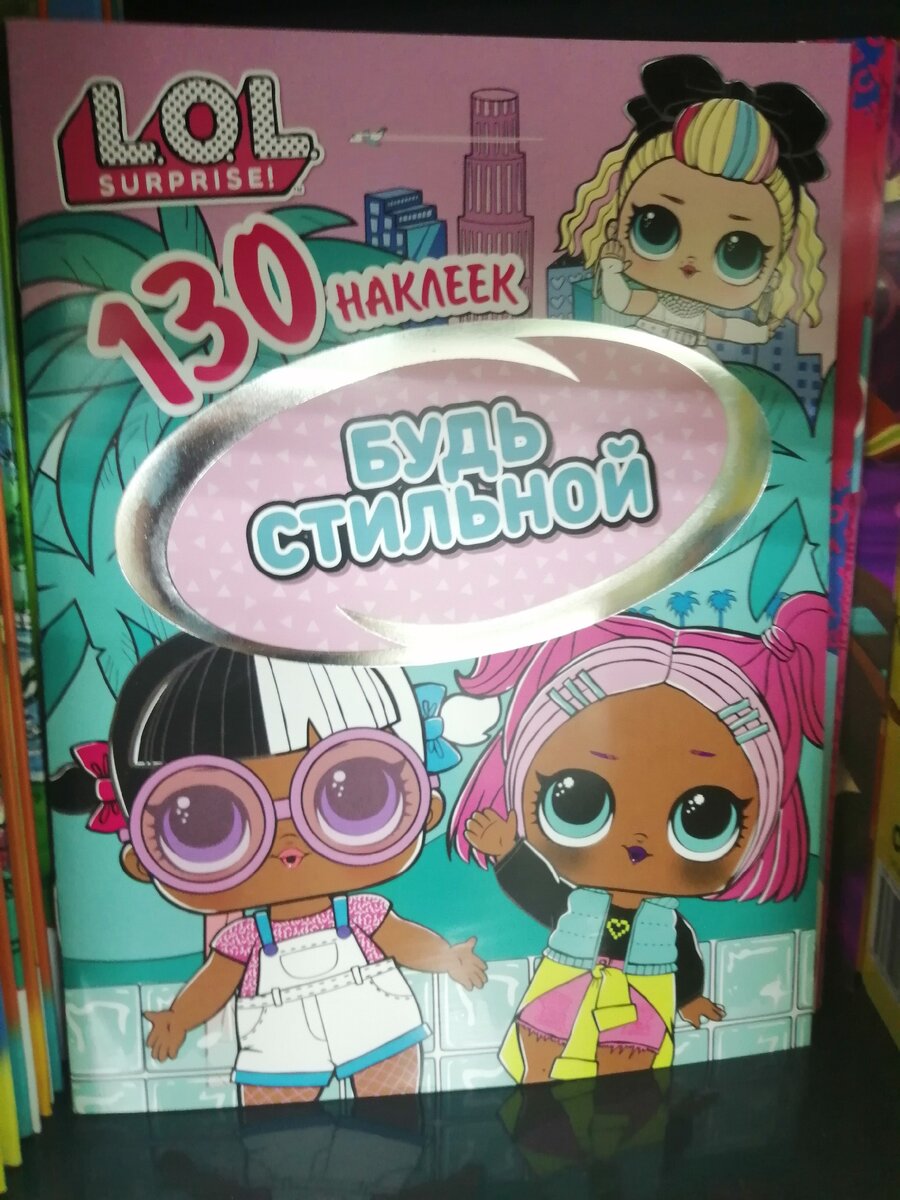 L.O.L.
SURPRISE!
130 НАКЛЕЕК
БУДЬ
СТИЛЬНОЙ